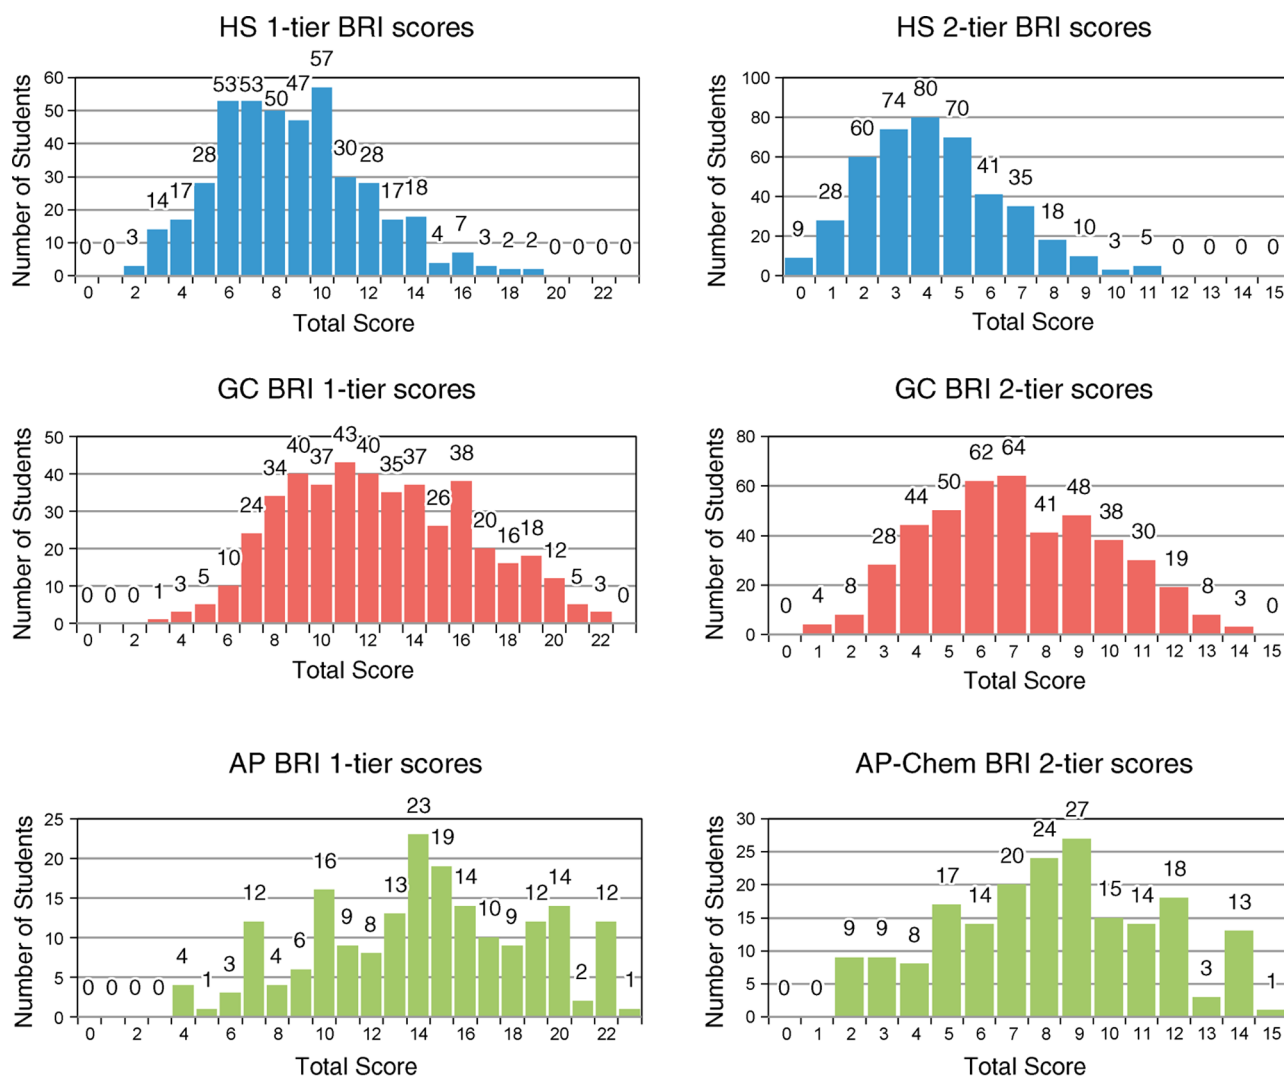 HS 1-tier BRI scores
Number of Students
60
50
40
30
20
10
0
0 0 3 14 17 28 53 53 50 47 57 30 28 17 18 4 7 3 2 2 0 0 0 0
0 2 4 6 8 10 12 14 16 18 20 22
Total Score
HS 2-tier BRI scores
Number of Students
100
80
60
40
20
0
9 28 60 74 80 70 41 35 18 10 3 5 0 0 0 0
0 1 2 3 4 5 6 7 8 9 10 11 12 13 14 15
Total Score
GC BRI 1-tier scores
Number of Students
50
40
30
20
10
0
0 0 0 1 3 5 10 24 34 40 37 43 40 35 37 26 38 20 16 18 12 5 3 0
0 2 4 6 8 10 12 14 16 18 20 22
Total Score
GC BRI 2-tier scores
Number of Students
80
60
40
20
0
0 4 8 28 44 50 62 64 41 48 38 30 19 8 3 0
0 1 2 3 4 5 6 7 8 9 10 11 12 13 14 15
Total Score
AP BRI 1-tier scores
Number of Students
25
20
15
10
5
0
0 0 0 0 4 1 3 12 4 6 16 9 8 13 23 19 14 10 9 12 14 2 12 1
0 2 4 6 8 10 12 14 16 18 20 22
Total Score
AP-Chem BRI 2-tier scores
Number of Students
30
25
20
15
10
5
0
0 0 9 9 8 17 14 20 24 27 15 14 18 3 13 1
0 1 2 3 4 5 6 7 8 9 10 11 12 13 14 15
Total Score